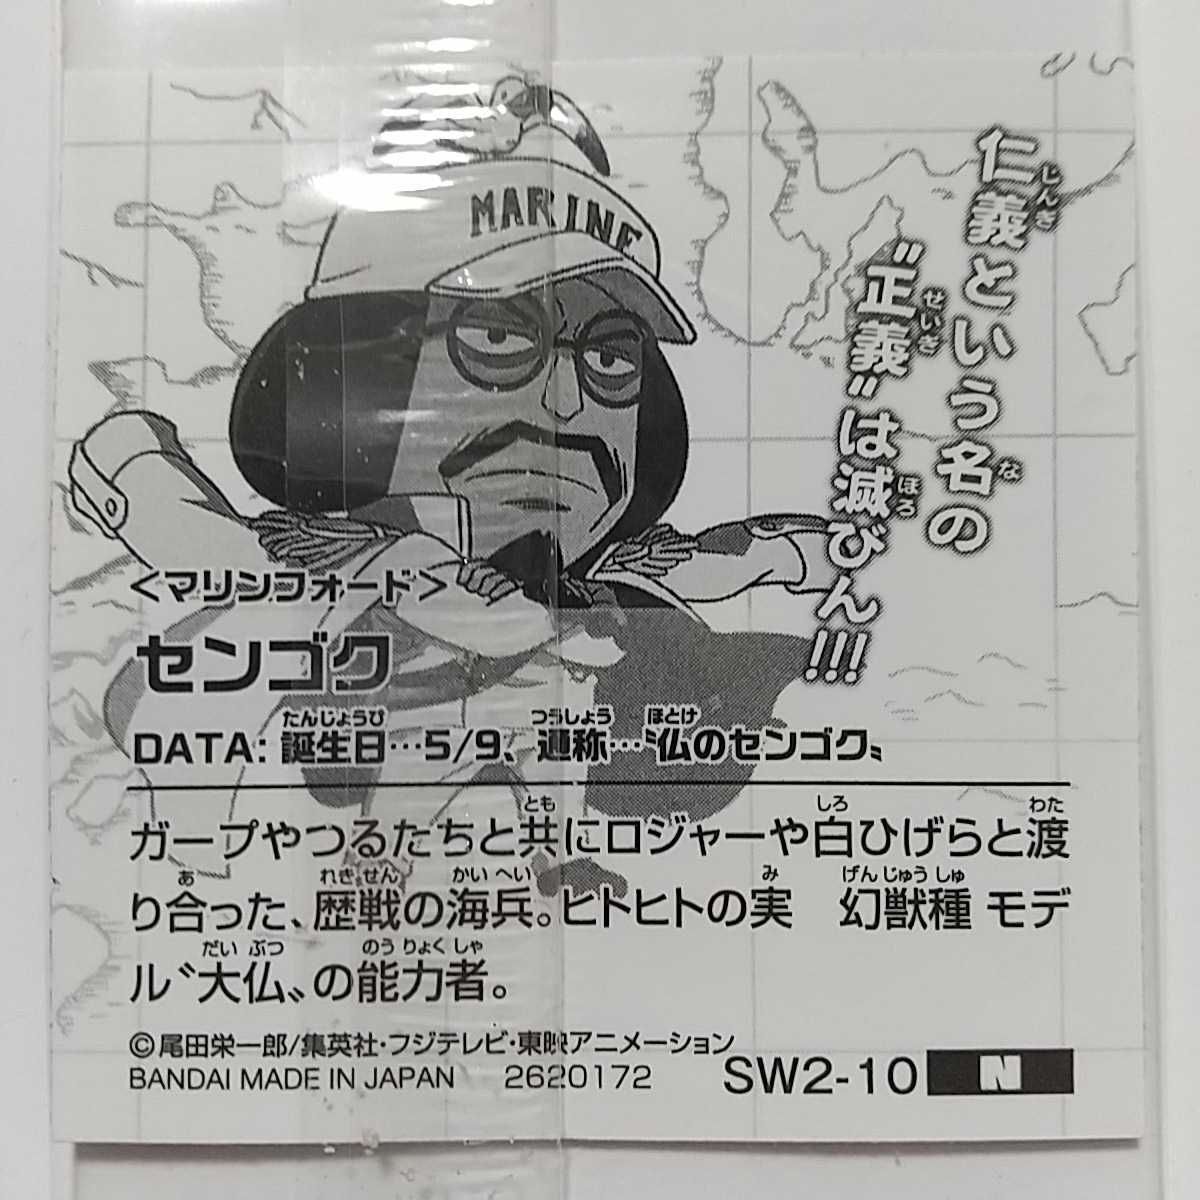 MARINE
仁義という名の
〝正義〟は滅びん!!!
<マリンフォード>
センゴク
DATA: 誕生日…5/9、通称…〝仏のセンゴク〟
ガープやつるたちと共にロジャーや白ひげらと渡
り合った、歴戦の海兵。ヒトヒトの実　幻獣種 モデ
ル〝大仏〟の能力者。
©尾田栄一郎/集英社・フジテレビ・東映アニメーション
BANDAI MADE IN JAPAN 2620172
SW2-10 N